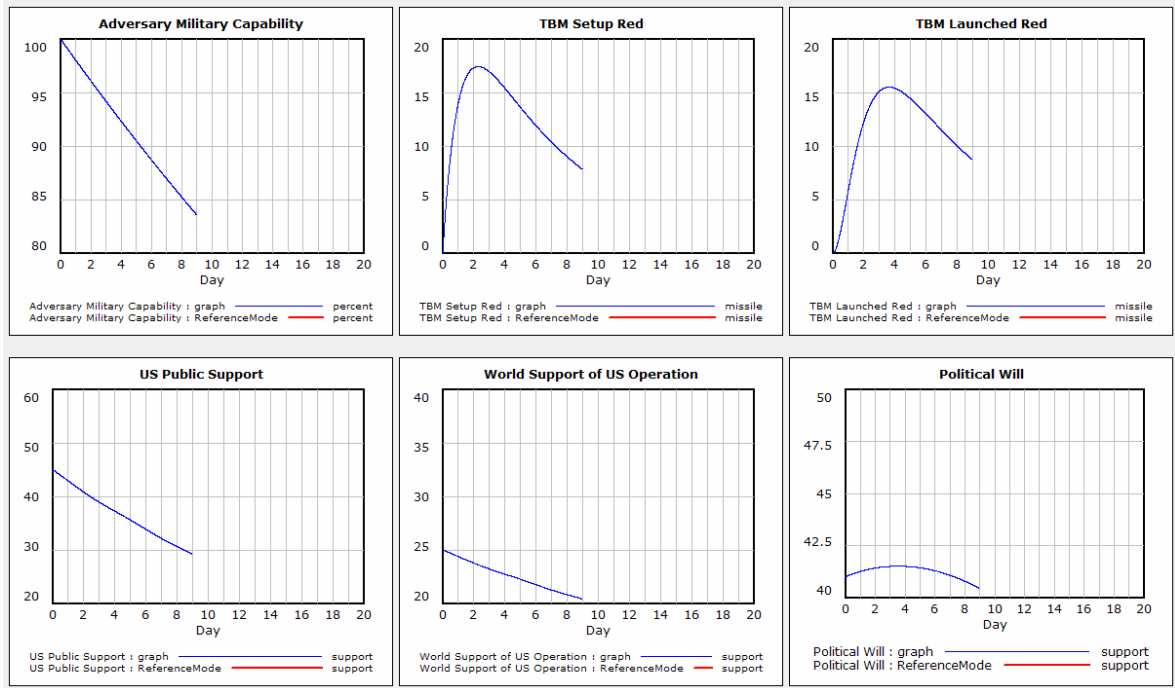 Adversary Military Capability
100
95
90
85
80
0 2 4 6 8 10 12 14 16 18 20
Day
Adversary Military Capability : graph percent
Adversary Military Capability : ReferenceMode percent
TBM Setup Red
20
15
10
5
0
0 2 4 6 8 10 12 14 16 18 20
Day
TBM Setup Red : graph missile
TBM Setup Red : ReferenceMode missile
TBM Launched Red
20
15
10
5
0
0 2 4 6 8 10 12 14 16 18 20
Day
TBM Launched Red : graph missile
TBM Launched Red : ReferenceMode missile
US Public Support
60
50
40
30
20
0 2 4 6 8 10 12 14 16 18 20
Day
US Public Support : graph support
US Public Support : ReferenceMode support
World Support of US Operation
40
35
30
25
20
0 2 4 6 8 10 12 14 16 18 20
Day
World Support of US Operation : graph support
World Support of US Operation : ReferenceMode support
Political Will
50
47.5
45
42.5
40
0 2 4 6 8 10 12 14 16 18 20
Day
Political Will : graph support
Political Will : ReferenceMode support